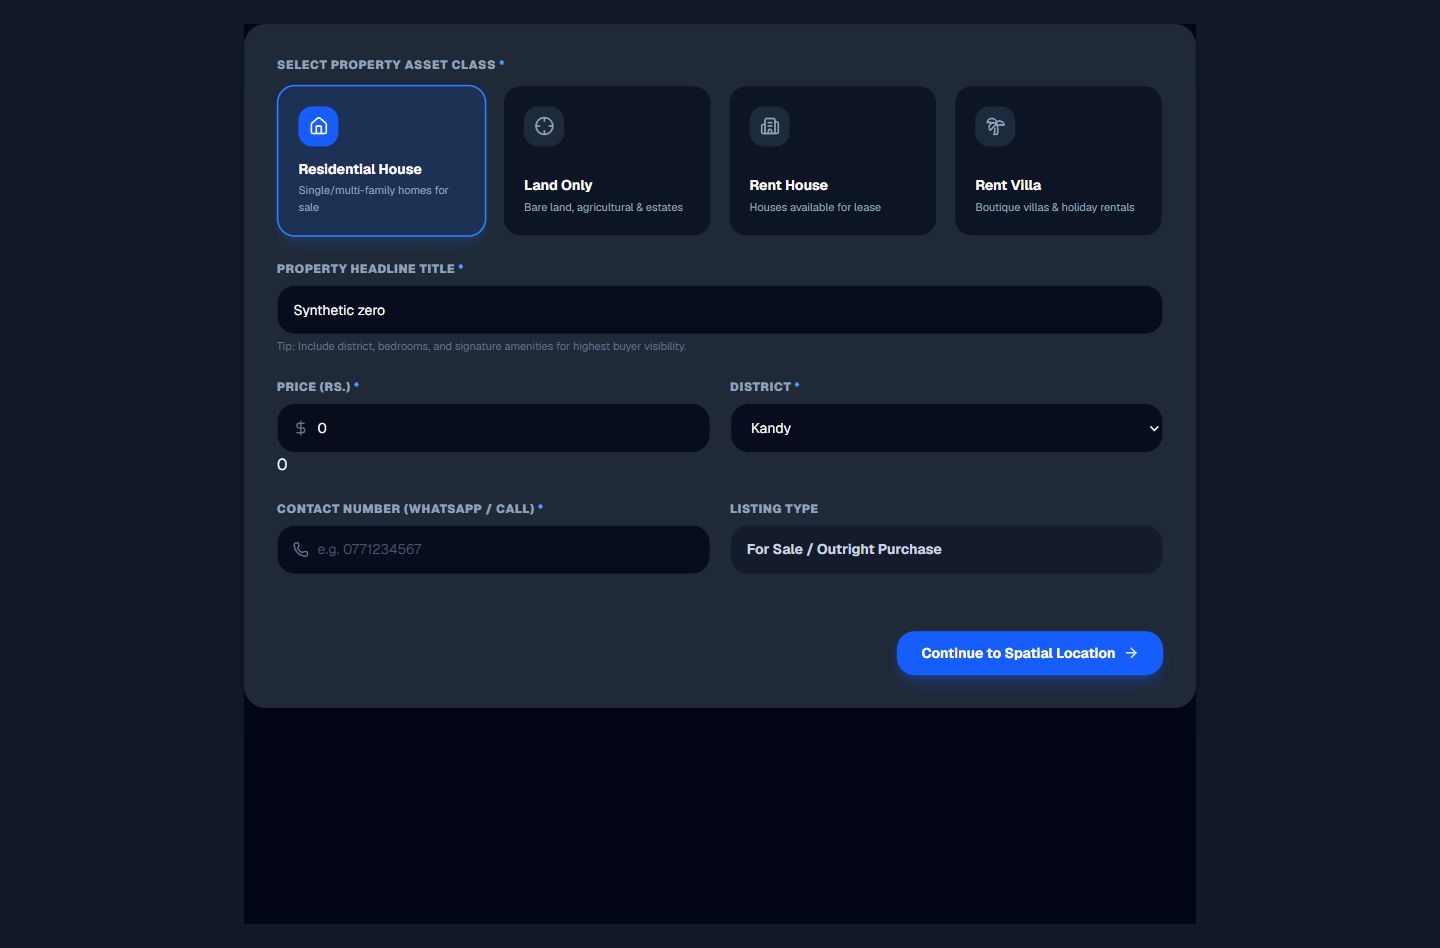 SELECT PROPERTY ASSET CLASS *
Residential House
Single/multi-family homes for
sale
Land Only
Bare land, agricultural & estates
Rent House
Houses available for lease
Rent Villa
Boutique villas & holiday rentals
PROPERTY HEADLINE TITLE *
Synthetic zero
Tip: Include district, bedrooms, and signature amenities for highest buyer visibility.
PRICE (RS.) *
$ 0
0
DISTRICT *
Kandy
CONTACT NUMBER (WHATSAPP / CALL) *
e.g. 0771234567
LISTING TYPE
For Sale / Outright Purchase
Continue to Spatial Location →